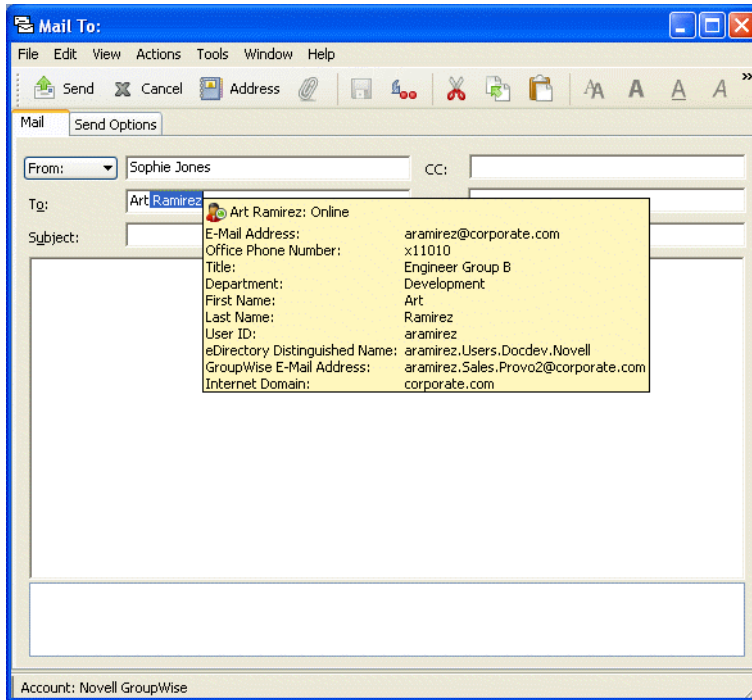 Mail To:
File Edit View Actions Tools Window Help
Send Cancel Address A A A A »
Mail Send Options
From: Sophie Jones CC:
To: Art Ramirez
Art Ramirez: Online
Subject:
E-Mail Address: aramirez@corporate.com
Office Phone Number: x11010
Title: Engineer Group B
Department: Development
First Name: Art
Last Name: Ramirez
User ID: aramirez
eDirectory Distinguished Name: aramirez.Users.Docdev.Novell
GroupWise E-Mail Address: aramirez.Sales.Provo2@corporate.com
Internet Domain: corporate.com
Account: Novell GroupWise